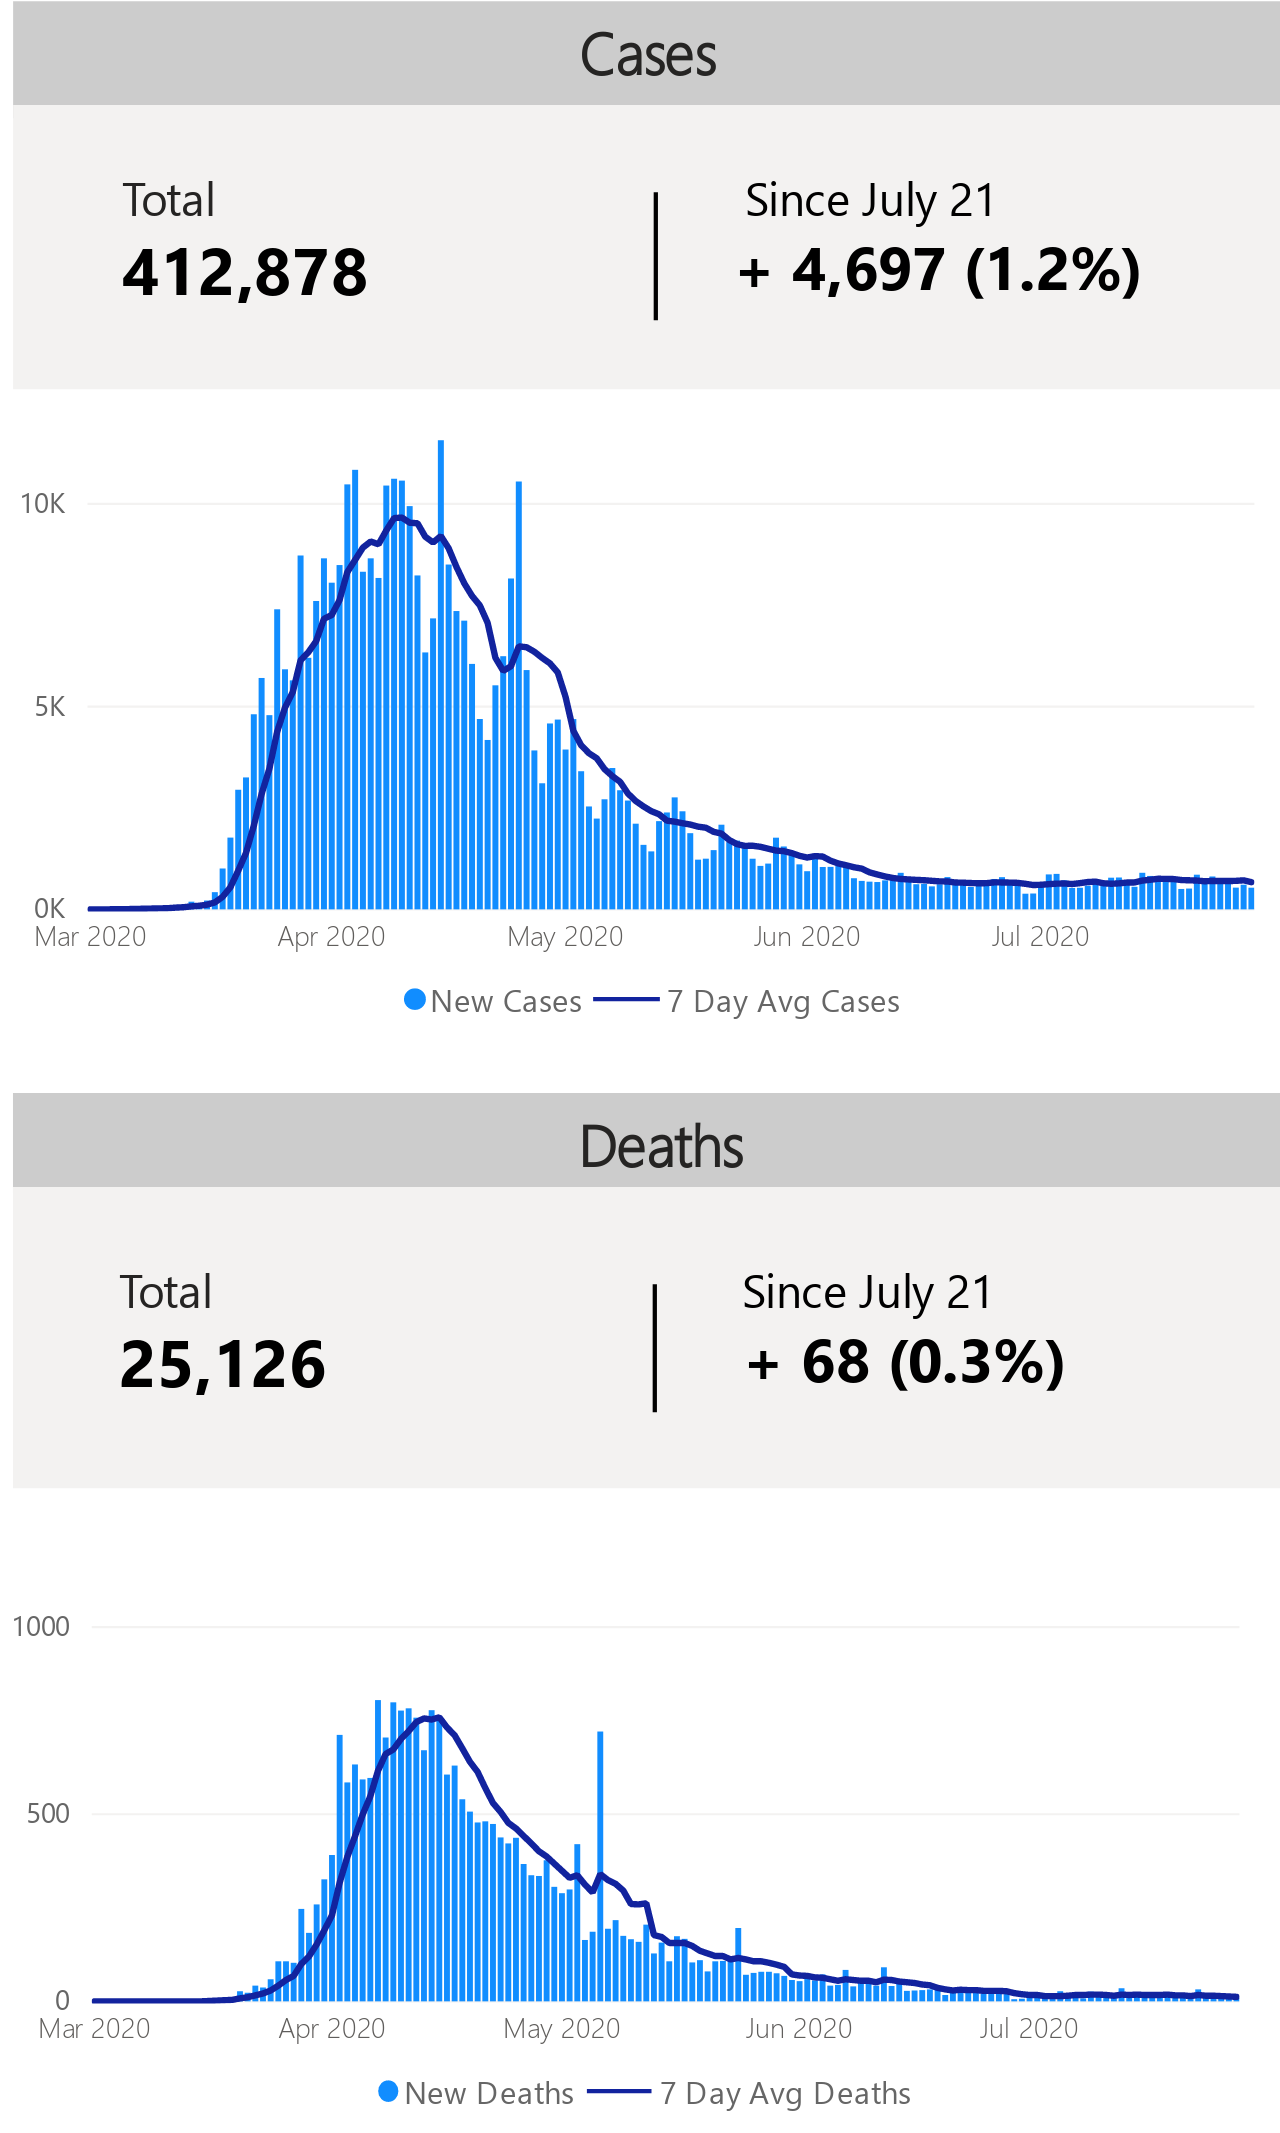 Cases
Total
Since July 21
412,878
+ 4,697 (1.2%)
10K
5K
0K
Mar 2020 Apr 2020 May 2020 Jun 2020 Jul 2020
New Cases 7 Day Avg Cases
Deaths
Total
Since July 21
25,126
+ 68 (0.3%)
1000
500
0
Mar 2020 Apr 2020 May 2020 Jun 2020 Jul 2020
New Deaths 7 Day Avg Deaths